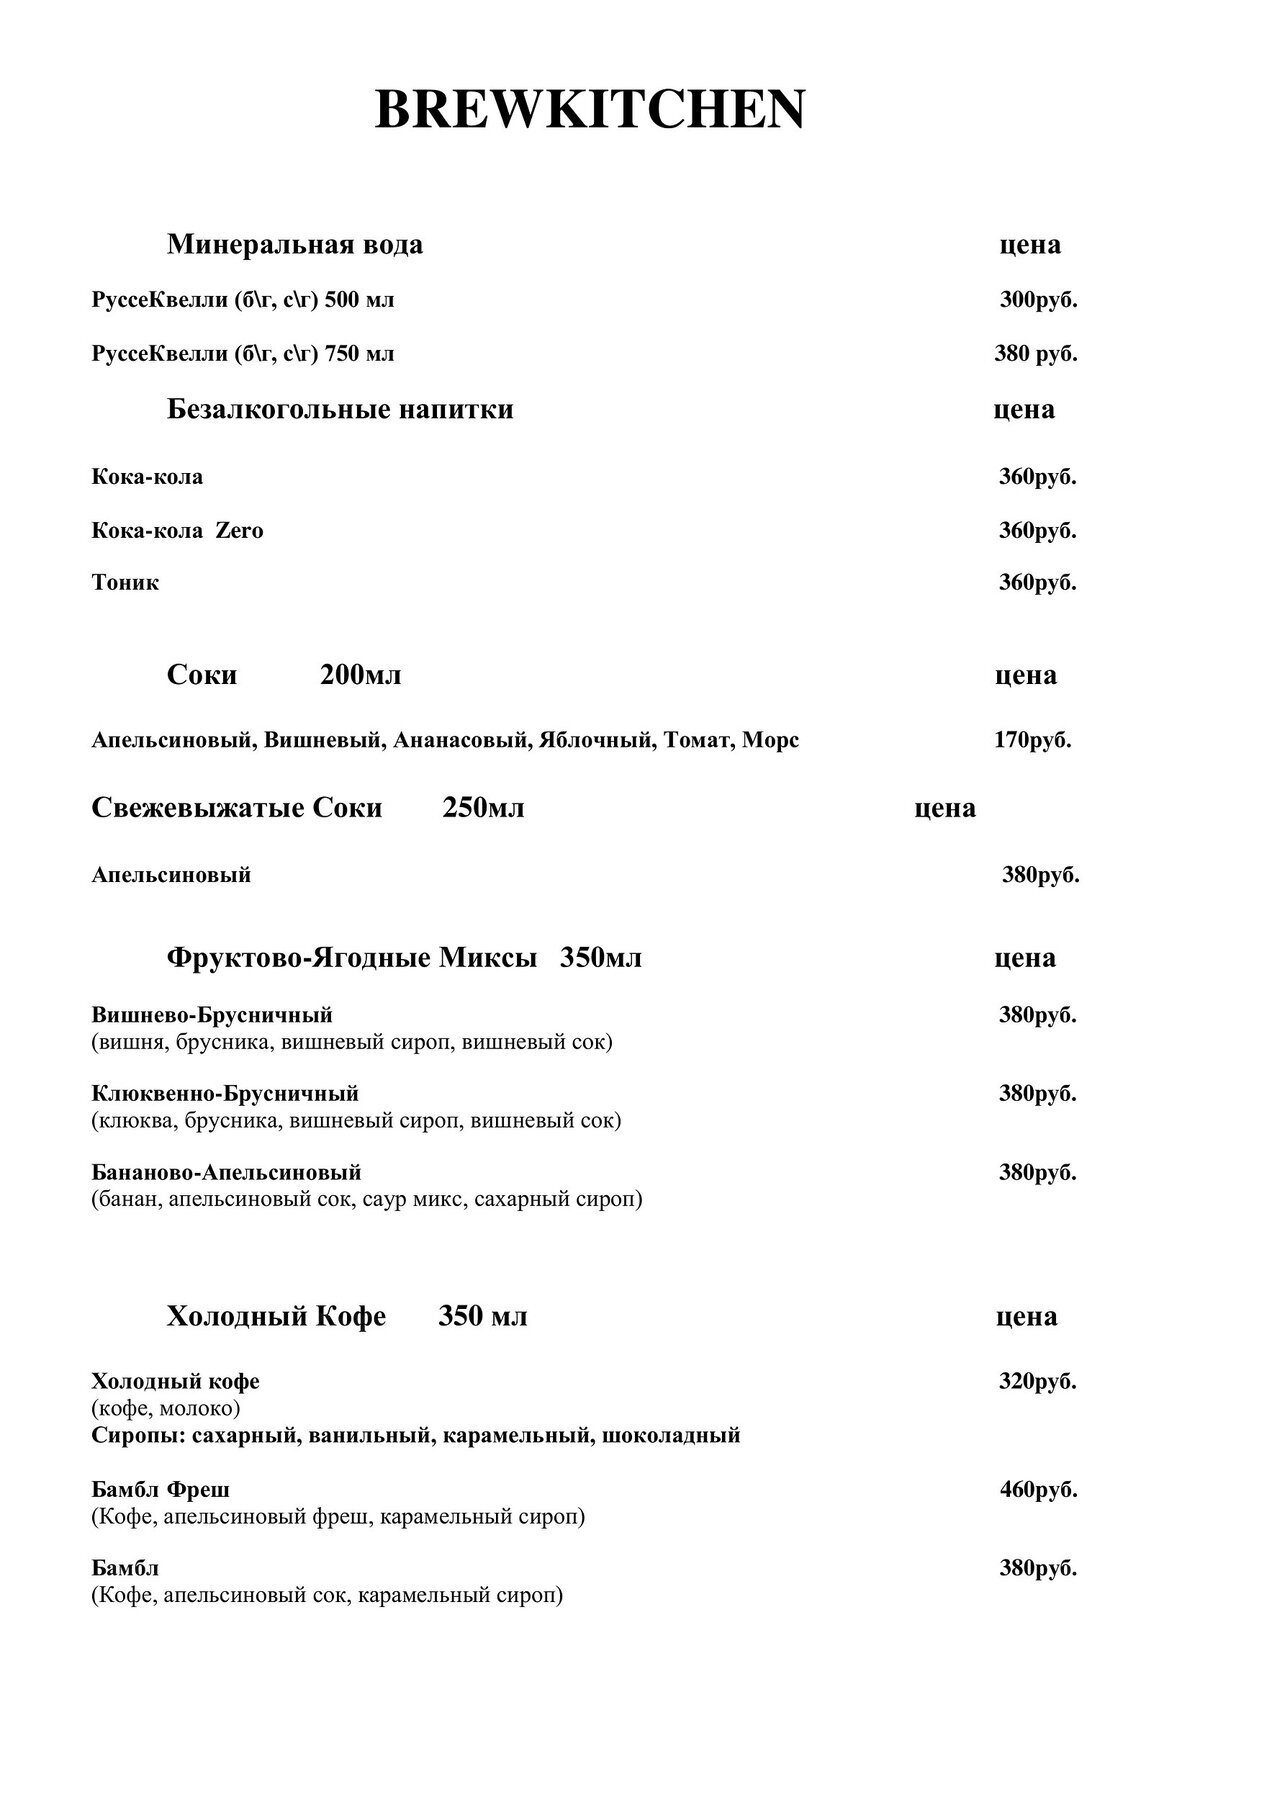 BREWKITCHEN
Минеральная вода цена
РуссеКвелли (б\г, с\г) 500 мл 300руб.
РуссеКвелли (б\г, с\г) 750 мл 380 руб.
Безалкогольные напитки цена
Кока-кола 360руб.
Кока-кола Zero 360руб.
Тоник 360руб.
Соки 200мл цена
Апельсиновый, Вишневый, Ананасовый, Яблочный, Томат, Морс 170руб.
Свежевыжатые Соки 250мл цена
Апельсиновый 380руб.
Фруктово-Ягодные Миксы 350мл цена
Вишнево-Брусничный 380руб.
(вишня, брусника, вишневый сироп, вишневый сок)
Клюквенно-Брусничный 380руб.
(клюква, брусника, вишневый сироп, вишневый сок)
Бананово-Апельсиновый 380руб.
(банан, апельсиновый сок, саур микс, сахарный сироп)
Холодный Кофе 350 мл цена
Холодный кофе 320руб.
(кофе, молоко)
Сиропы: сахарный, ванильный, карамельный, шоколадный
Бамбл Фреш 460руб.
(Кофе, апельсиновый фреш, карамельный сироп)
Бамбл 380руб.
(Кофе, апельсиновый сок, карамельный сироп)